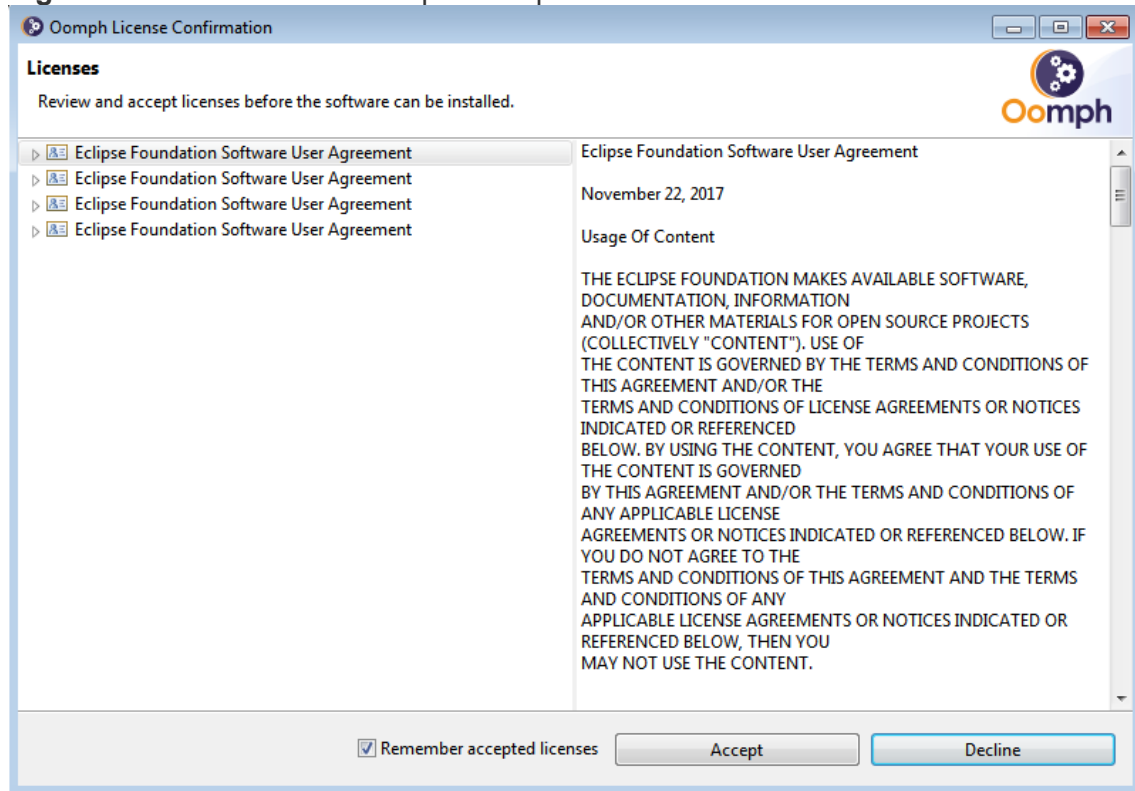 Oomph License Confirmation
Licenses
Review and accept licenses before the software can be installed.
Oomph
Eclipse Foundation Software User Agreement
Eclipse Foundation Software User Agreement
Eclipse Foundation Software User Agreement
Eclipse Foundation Software User Agreement
Eclipse Foundation Software User Agreement
November 22, 2017
Usage Of Content
THE ECLIPSE FOUNDATION MAKES AVAILABLE SOFTWARE,
DOCUMENTATION, INFORMATION
AND/OR OTHER MATERIALS FOR OPEN SOURCE PROJECTS
(COLLECTIVELY "CONTENT"). USE OF
THE CONTENT IS GOVERNED BY THE TERMS AND CONDITIONS OF
THIS AGREEMENT AND/OR THE
TERMS AND CONDITIONS OF LICENSE AGREEMENTS OR NOTICES
INDICATED OR REFERENCED
BELOW. BY USING THE CONTENT, YOU AGREE THAT YOUR USE OF
THE CONTENT IS GOVERNED
BY THIS AGREEMENT AND/OR THE TERMS AND CONDITIONS OF
ANY APPLICABLE LICENSE
AGREEMENTS OR NOTICES INDICATED OR REFERENCED BELOW. IF
YOU DO NOT AGREE TO THE
TERMS AND CONDITIONS OF THIS AGREEMENT AND THE TERMS
AND CONDITIONS OF ANY
APPLICABLE LICENSE AGREEMENTS OR NOTICES INDICATED OR
REFERENCED BELOW, THEN YOU
MAY NOT USE THE CONTENT.
Remember accepted licenses
Accept
Decline